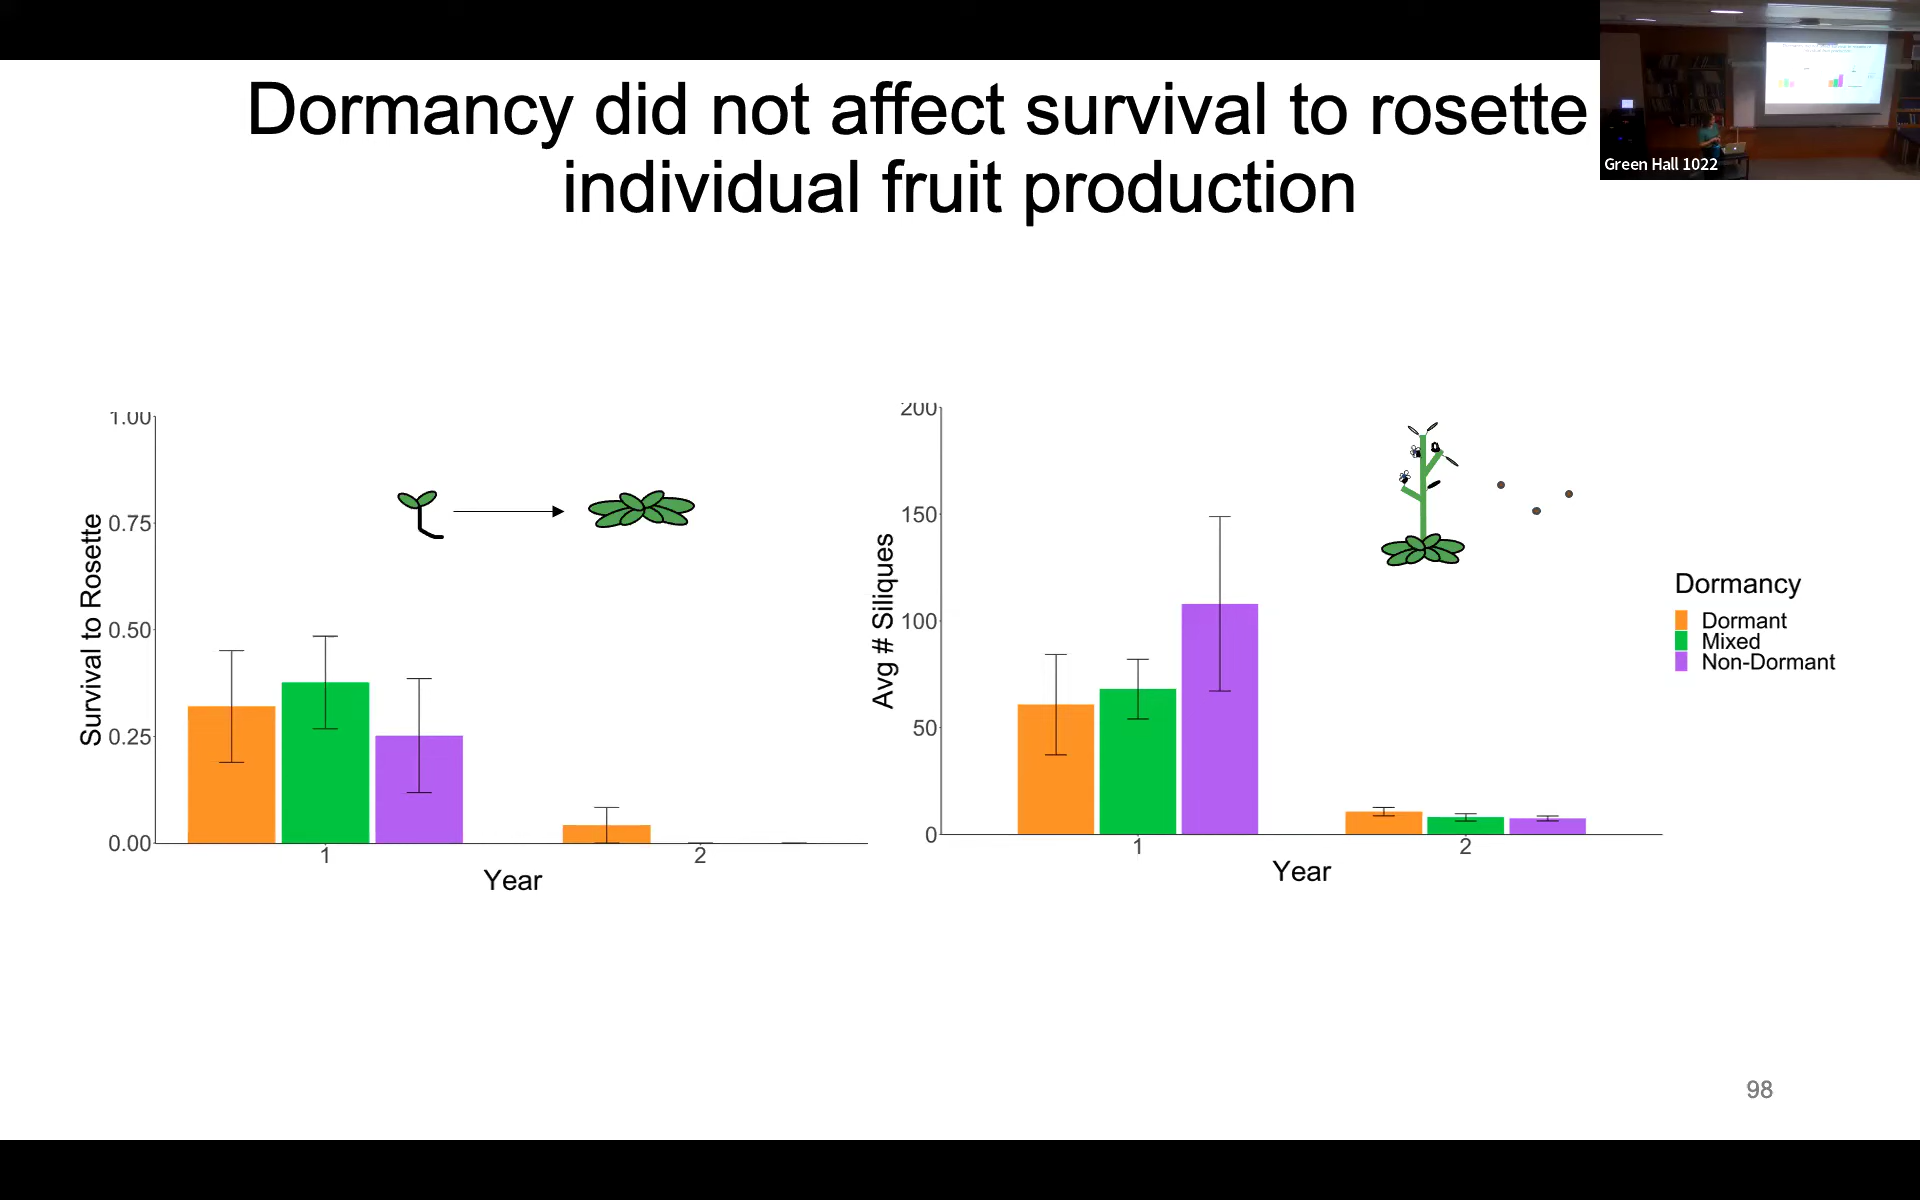 Dormancy did not affect survival to rosette
individual fruit production
Green Hall 1022
1.00
0.75
0.50
0.25
0.00
Survival to Rosette
1
2
Year
200
150
100
50
0
Avg # Siliques
1
2
Year
Dormancy
Dormant
Mixed
Non-Dormant
98